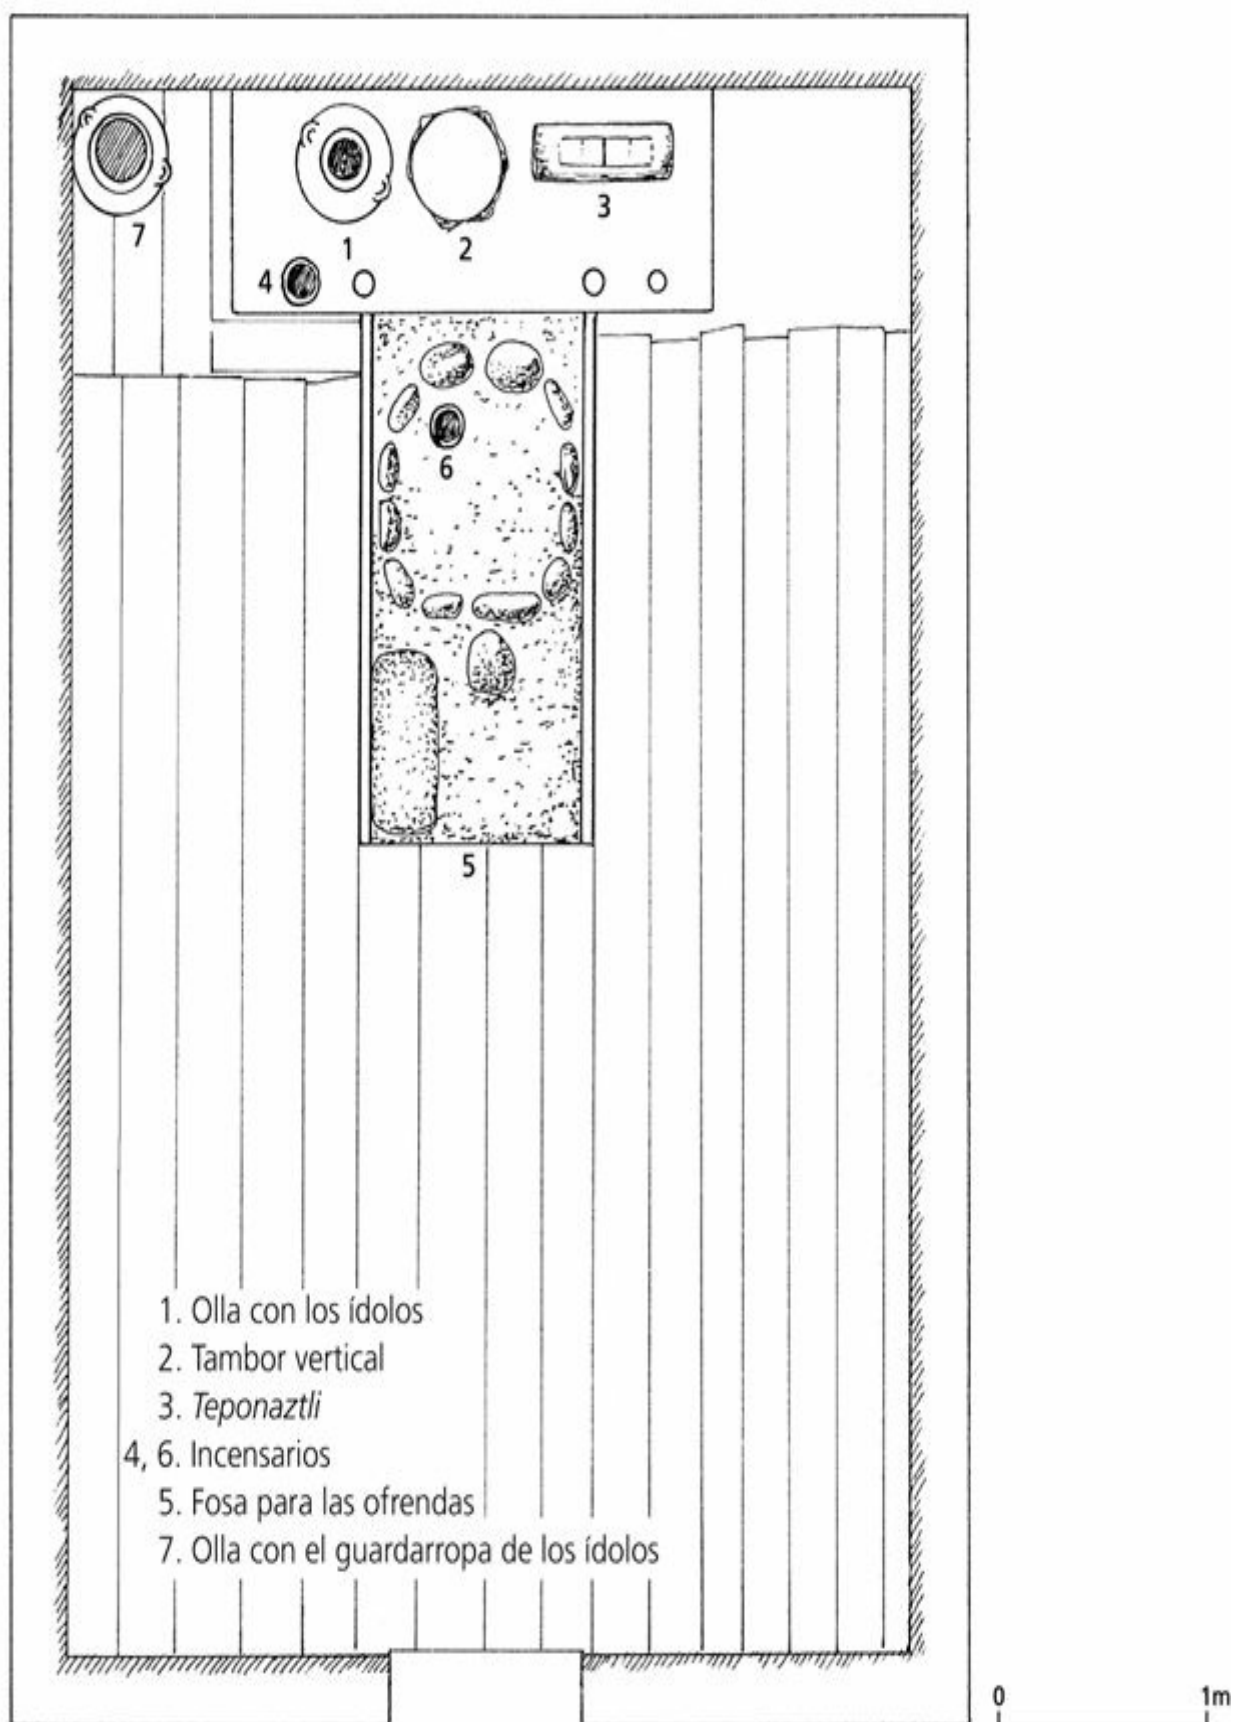 3
7
1
2
4
6
5
1. Olla con los ídolos
2. Tambor vertical
3. Teponaztli
4, 6. Incensarios
5. Fosa para las ofrendas
7. Olla con el guardarropa de los ídolos
0 1m